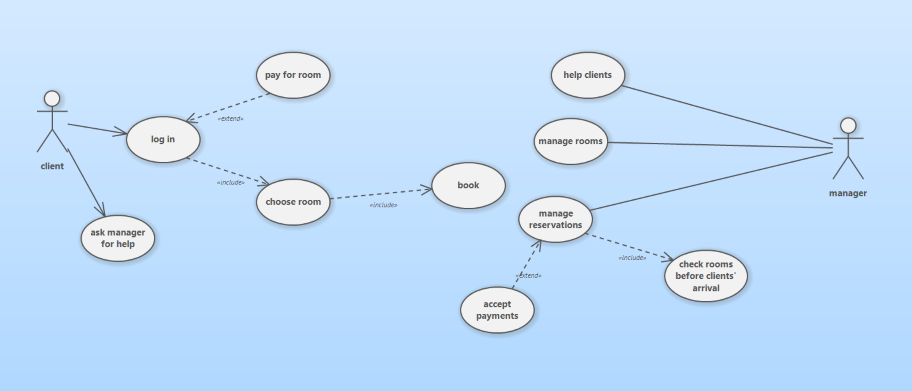 pay for room
help clients
«extend»
log in
manage rooms
client
«include»
choose room
book
manager
«include»
ask manager
for help
manage
reservations
«include»
check rooms
before clients'
arrival
«extend»
accept
payments